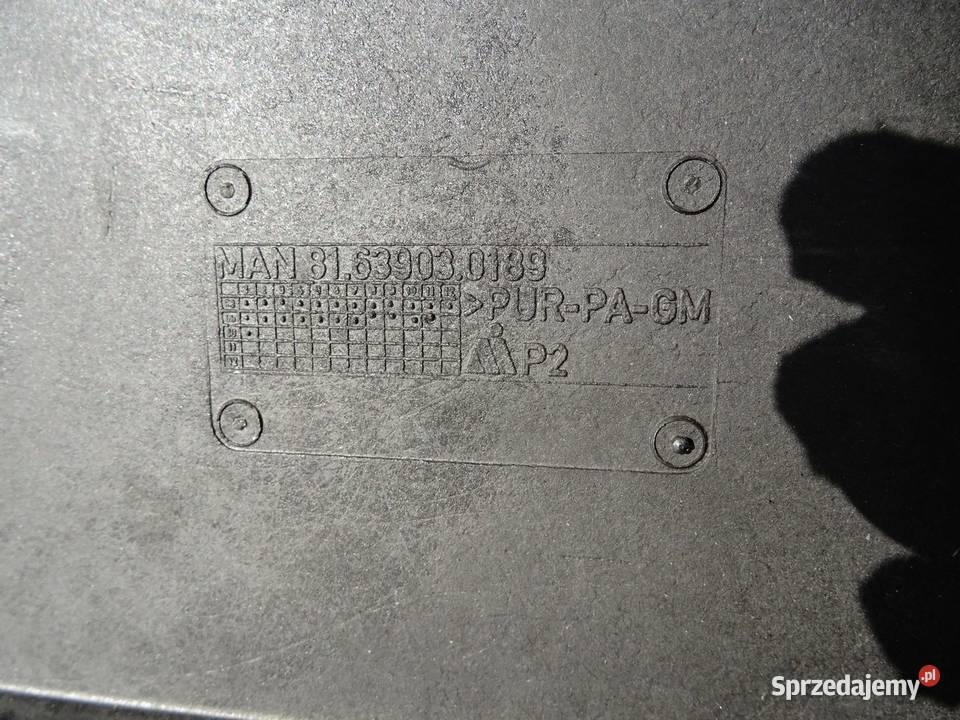 MAN 81.63903.0189
>PUR-PA-GM
P2
Sprzedajemy.pl